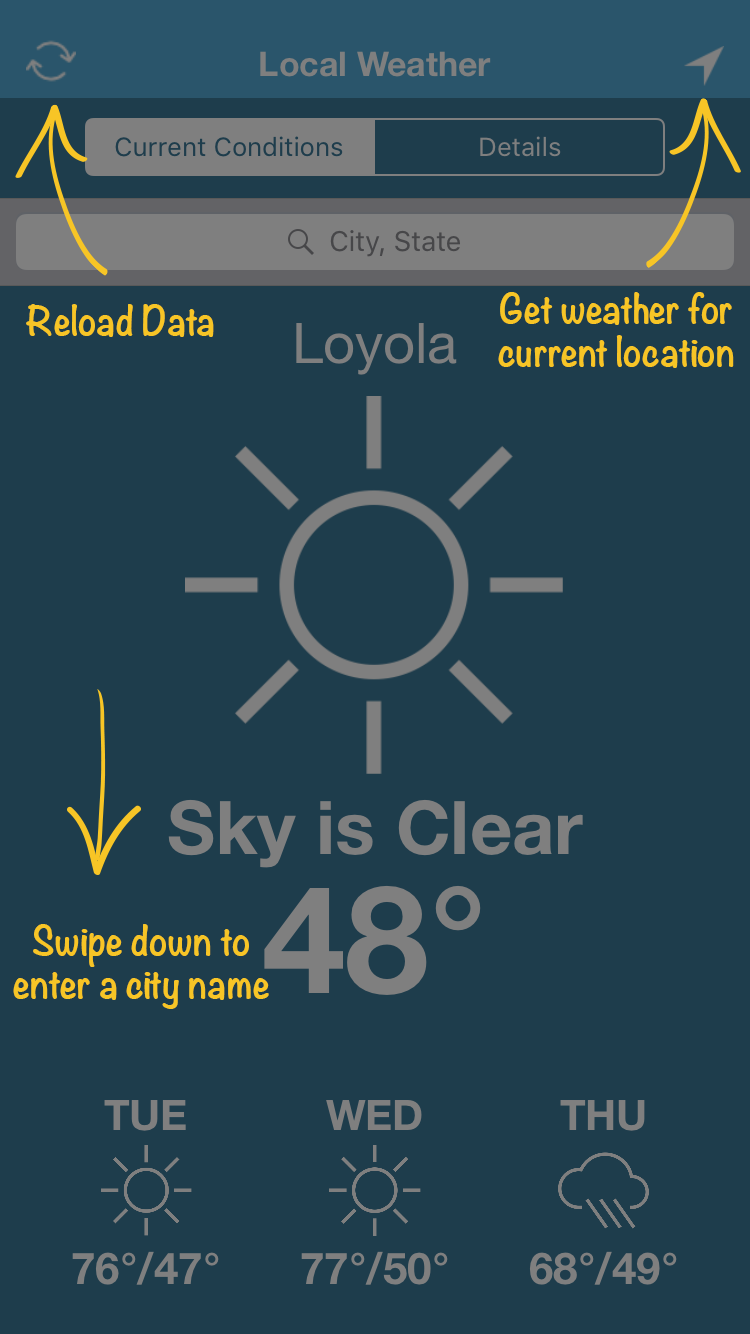 Local Weather
Current Conditions
Details
City, State
Reload Data
Get weather for
current location
Loyola
Sky is Clear
48°
Swipe down to
enter a city name
TUE
WED
THU
76°/47°
77°/50°
68°/49°